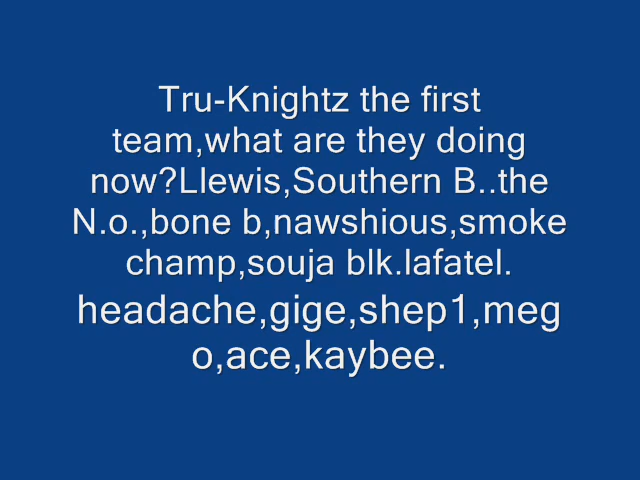 Tru-Knightz the first
team,what are they doing
now?Llewis,Southern B..the
N.o.,bone b,nawshious,smoke
champ,souja blk.lafatel.
headache,gige,shep1,meg
o,ace,kaybee.